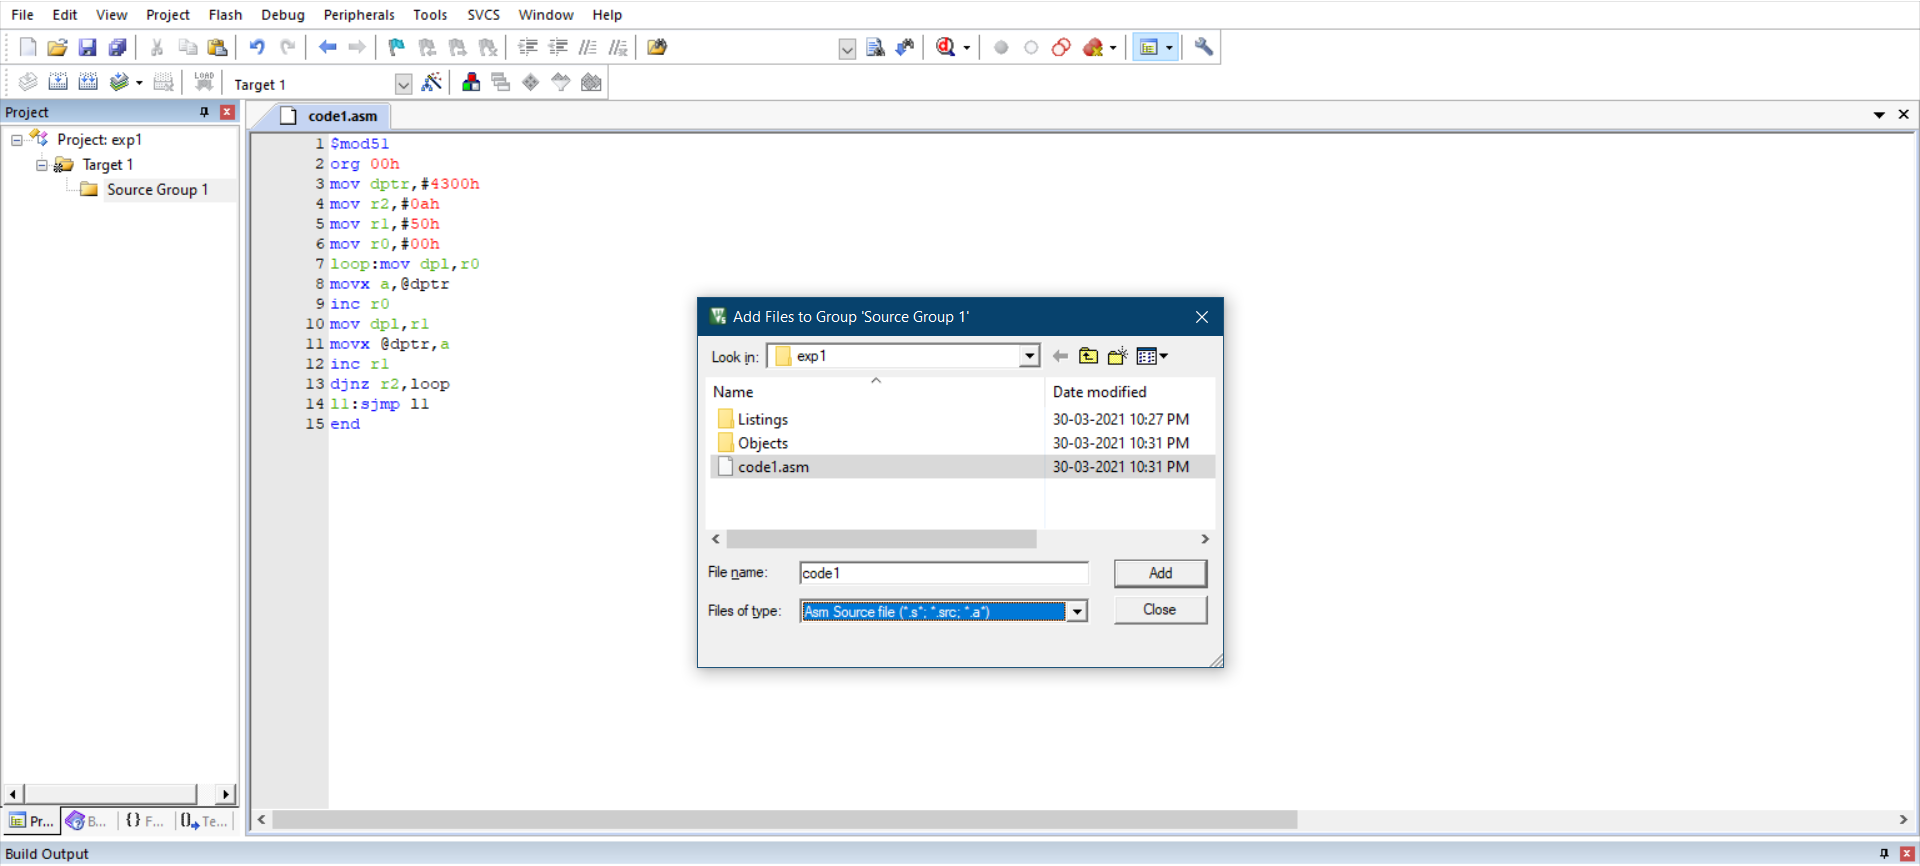 File Edit View Project Flash Debug Peripherals Tools SVCS Window Help
LOAD
Target 1
Project
Project: exp1
Target 1
Source Group 1
Pr... B... {} F... Te...
code1.asm
1 $mod51
2 org 00h
3 mov dptr,#4300h
4 mov r2,#0ah
5 mov r1,#50h
6 mov r0,#00h
7 loop:mov dpl,r0
8 movx a,@dptr
9 inc r0
10 mov dpl,r1
11 movx @dptr,a
12 inc r1
13 djnz r2,loop
14 l1:sjmp l1
15 end
Add Files to Group 'Source Group 1'
Look in: exp1
Name Date modified
Listings 30-03-2021 10:27 PM
Objects 30-03-2021 10:31 PM
code1.asm 30-03-2021 10:31 PM
File name: code1 Add
Files of type: Asm Source file (*.s*; *.src; *.a*) Close
Build Output